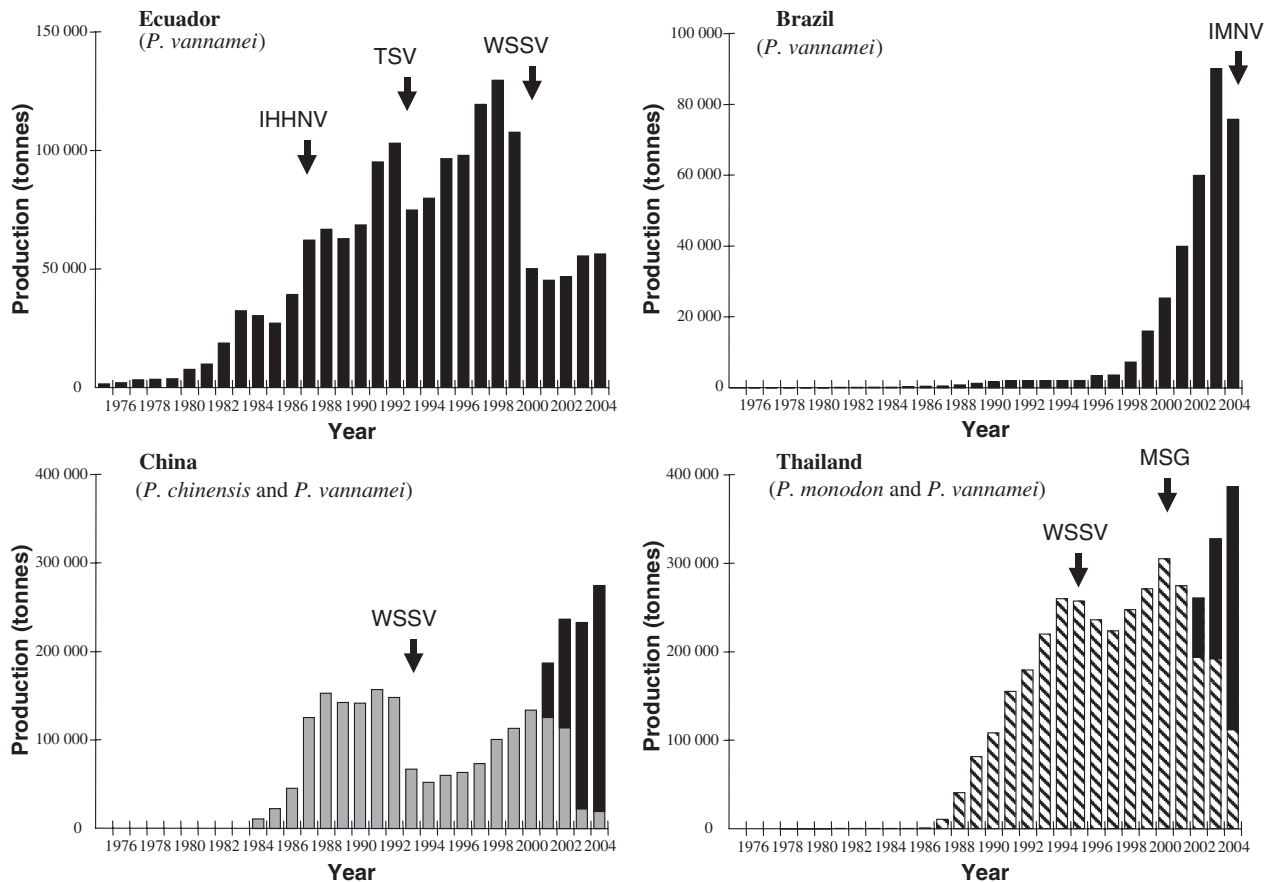 Ecuador
(P. vannamei)
150 000
100 000
50 000
0
Production (tonnes)
IHHNV
TSV
WSSV
1976 1978 1980 1982 1984 1986 1988 1990 1992 1994 1996 1998 2000 2002 2004
Year
Brazil
(P. vannamei)
100 000
80 000
60 000
40 000
20 000
0
Production (tonnes)
IMNV
1976 1978 1980 1982 1984 1986 1988 1990 1992 1994 1996 1998 2000 2002 2004
Year
China
(P. chinensis and P. vannamei)
400 000
300 000
200 000
100 000
0
Production (tonnes)
WSSV
1976 1978 1980 1982 1984 1986 1988 1990 1992 1994 1996 1998 2000 2002 2004
Year
Thailand
(P. monodon and P. vannamei)
400 000
300 000
200 000
100 000
0
Production (tonnes)
WSSV
MSG
1976 1978 1980 1982 1984 1986 1988 1990 1992 1994 1996 1998 2000 2002 2004
Year